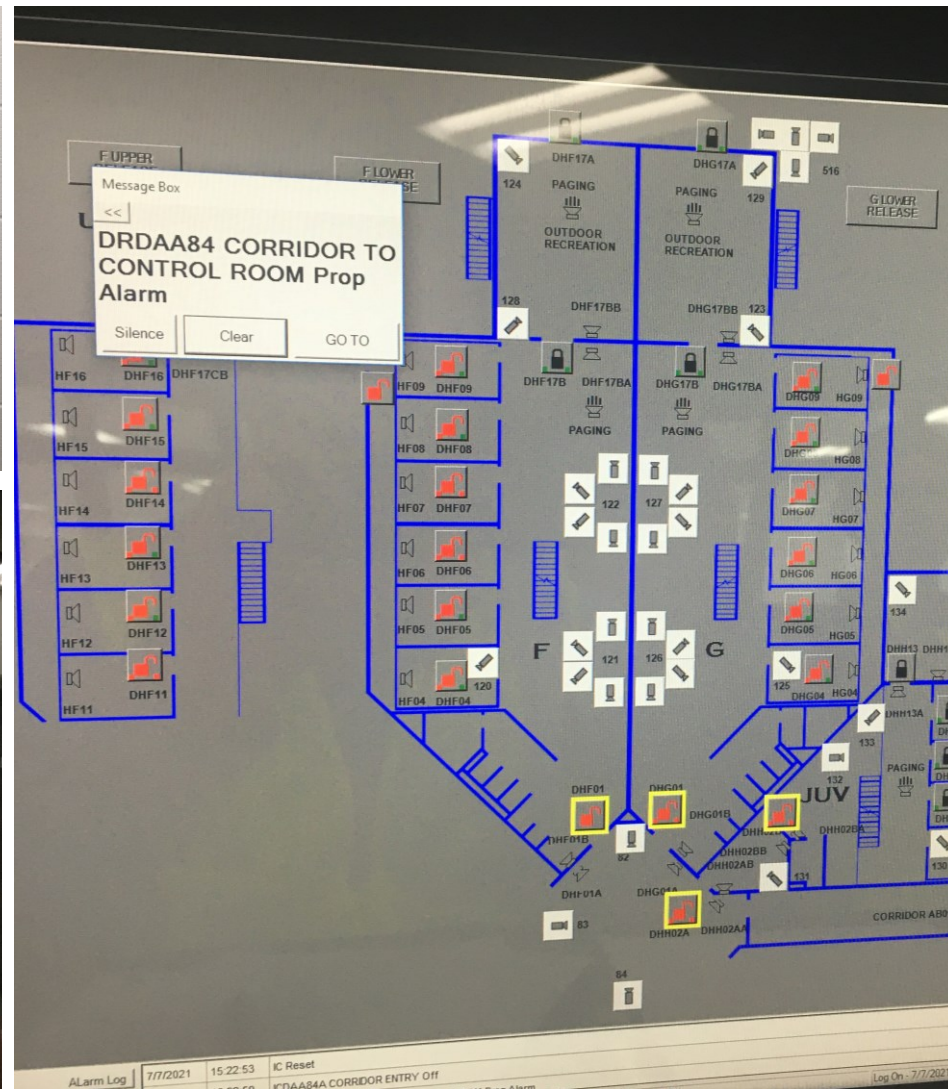 F UPPER
F LOWER
RELEASE
G LOWER
RELEASE
Message Box
<<
DRDAA84 CORRIDOR TO
CONTROL ROOM Prop
Alarm
Silence
Clear
GO TO
DHF17A
DHG17A
516
124
PAGING
OUTDOOR
RECREATION
PAGING
OUTDOOR
RECREATION
129
128
DHF17BB
DHG17BB
123
HF16
DHF16
DHF17CB
HF09
DHF09
DHF17B
DHF17BA
DHG17B
DHG17BA
DHG09
HG09
PAGING
PAGING
HF15
DHF15
HF08
DHF08
HG08
HF14
DHF14
HF07
DHF07
122
127
DHG07
HG07
HF13
DHF13
HF06
DHF06
DHG06
HG06
HF12
DHF12
HF05
DHF05
DHG05
HG05
134
F
121
126
G
HF11
DHF11
HF04
DHF04
120
125
DHG04
HG04
DHH13
DHH13A
133
132
PAGING
JUV
DHF01
DHG01
DHG01B
DHF01B
82
DHH02BA
DHH02BB
DHH02AB
131
130
DHF01A
DHG01A
83
DHH02A
DHH02AA
84
ALarm Log
7/7/2021
15:22:53
IC Reset
ICDAA84A CORRIDOR ENTRY Off